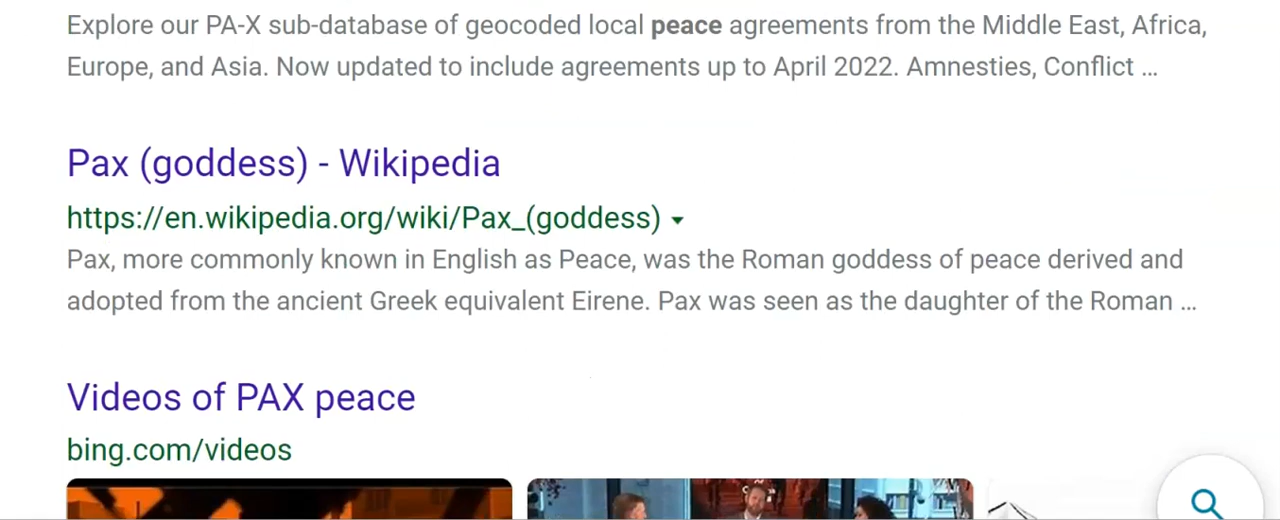 Explore our PA-X sub-database of geocoded local peace agreements from the Middle East, Africa,
Europe, and Asia. Now updated to include agreements up to April 2022. Amnesties, Conflict ...
Pax (goddess) - Wikipedia
https://en.wikipedia.org/wiki/Pax_(goddess)
Pax, more commonly known in English as Peace, was the Roman goddess of peace derived and
adopted from the ancient Greek equivalent Eirene. Pax was seen as the daughter of the Roman ...
Videos of PAX peace
bing.com/videos